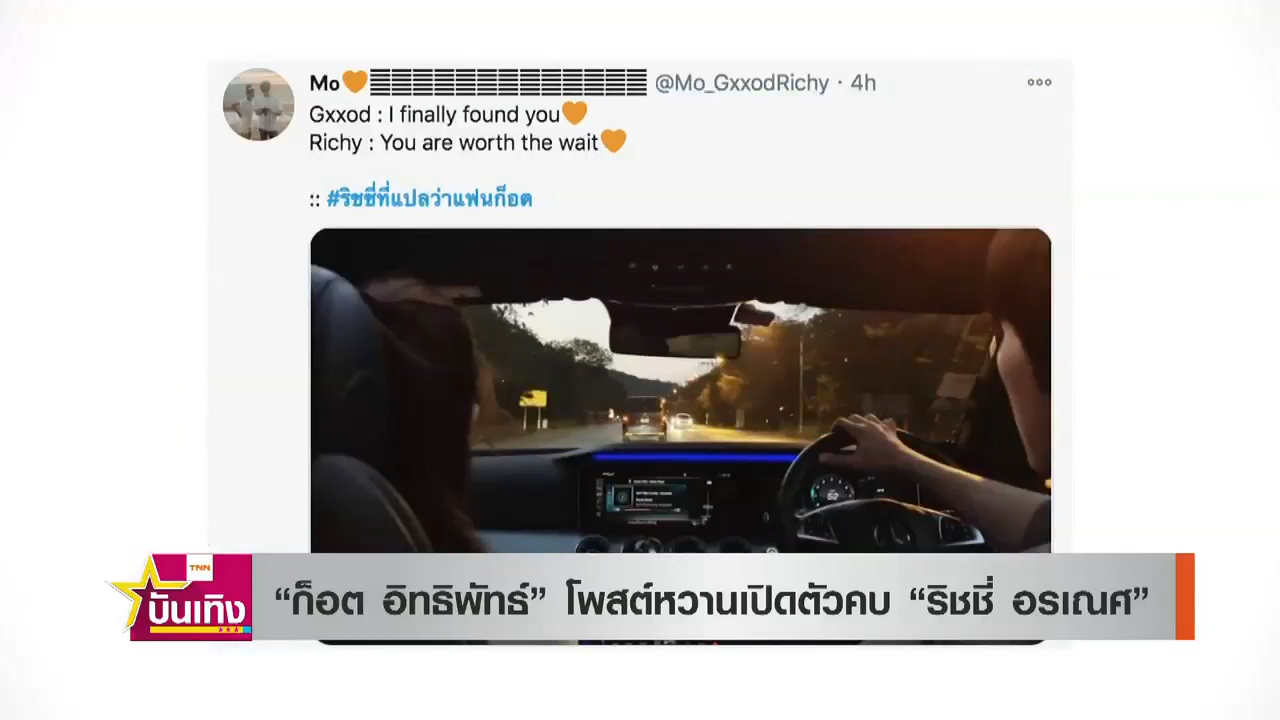 Mo🧡𝄚𝄚𝄚𝄚𝄚𝄚𝄚𝄚𝄚𝄚𝄚𝄚 @Mo_GxxodRichy · 4h
Gxxod : I finally found you🧡
Richy : You are worth the wait🧡
:: #ริชชี่ที่แปลว่าแฟนก็อต
TNN
บันเทิง
“ก็อต อิทธิพัทธ์” โพสต์หวานเปิดตัวคบ “ริชชี่ อรเณศ”